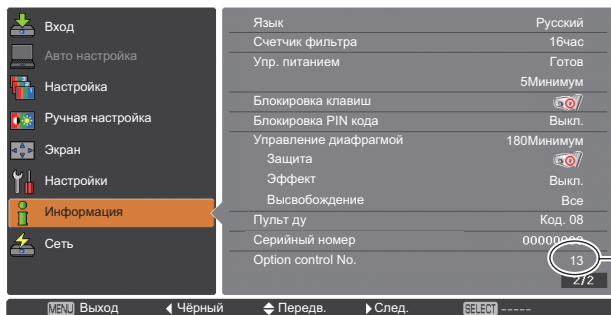 Вход
Авто настройка
Настройка
Ручная настройка
Экран
Настройки
Информация
Сеть
Язык Русский
Счетчик фильтра 16час
Упр. питанием Готов
5Минимум
Блокировка клавиш
Блокировка PIN кода Выкл.
Управление диафрагмой 180Минимум
Защита
Эффект Выкл.
Высвобождение Все
Пульт ду Код. 08
Серийный номер 00000000
Option control No. 13
2/2
MENU Выход Чёрный Передв. След. SELECT -----